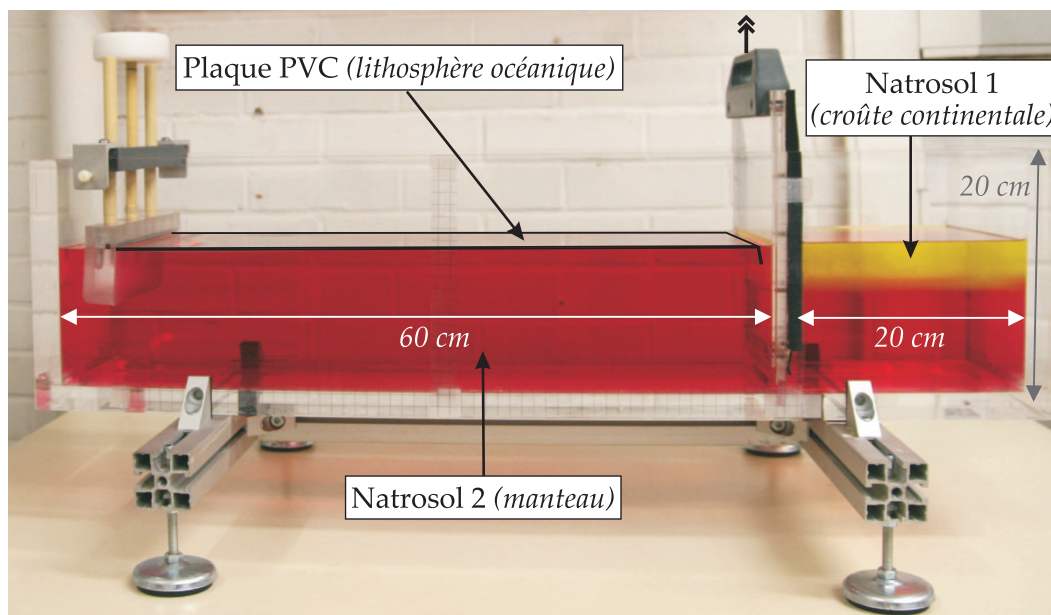 Plaque PVC (lithosphère océanique)
Natrosol 1
(croûte continentale)
20 cm
60 cm
20 cm
Natrosol 2 (manteau)